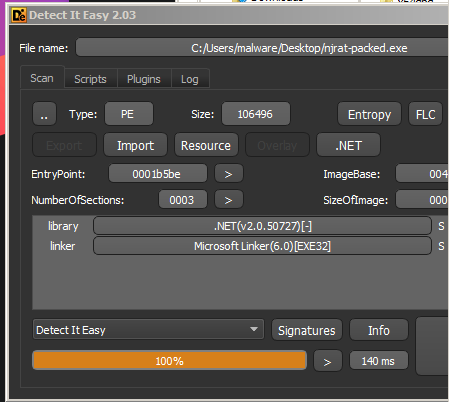 Detect It Easy 2.03
File name: C:/Users/malware/Desktop/njrat-packed.exe
Scan Scripts Plugins Log
.. Type: PE Size: 106496 Entropy FLC
Export Import Resource Overlay .NET
EntryPoint: 0001b5be > ImageBase: 004
NumberOfSections: 0003 > SizeOfImage: 000
library .NET(v2.0.50727)[-] S
linker Microsoft Linker(6.0)[EXE32] S
Detect It Easy Signatures Info
100% > 140 ms